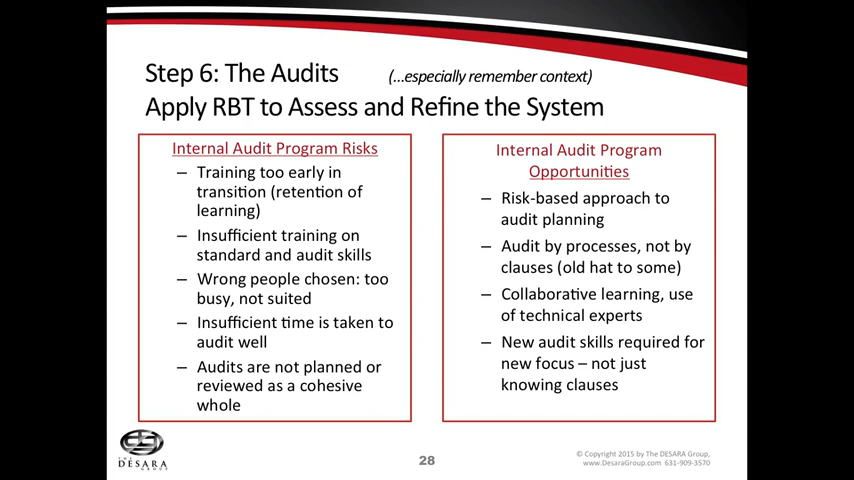 Step 6: The Audits (...especially remember context)
Apply RBT to Assess and Refine the System
Internal Audit Program Risks
– Training too early in
transition (retention of
learning)
– Insufficient training on
standard and audit skills
– Wrong people chosen: too
busy, not suited
– Insufficient time is taken to
audit well
– Audits are not planned or
reviewed as a cohesive
whole
Internal Audit Program
Opportunities
– Risk-based approach to
audit planning
– Audit by processes, not by
clauses (old hat to some)
– Collaborative learning, use
of technical experts
– New audit skills required for
new focus – not just
knowing clauses
THE
DÉSARA
GROUP
28
© Copyright 2015 by The DESARA Group,
www.DesaraGroup.com 631-909-3570